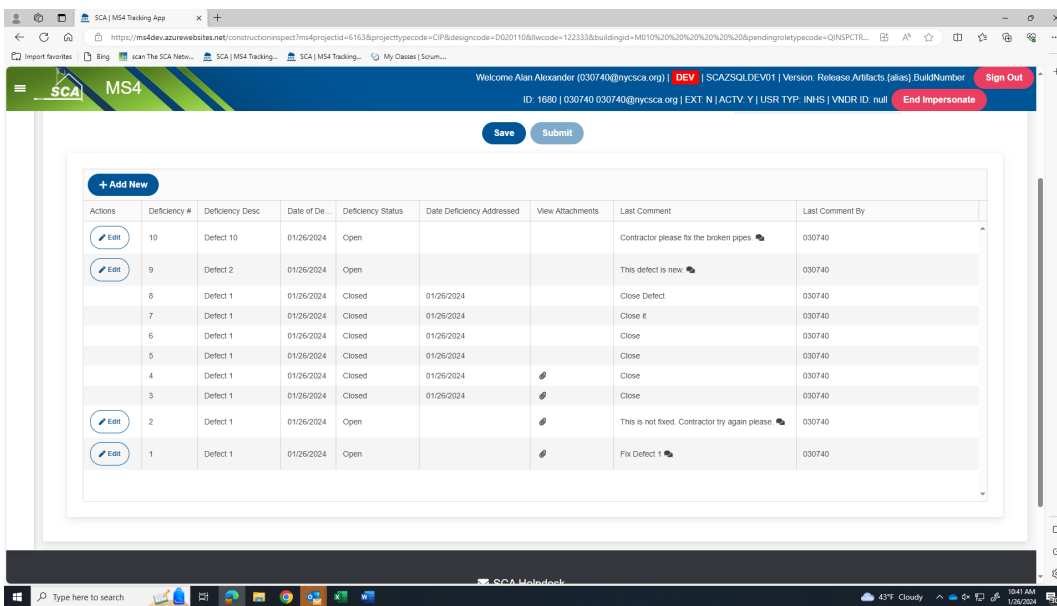 SCA | MS4 Tracking App
https://ms4dev.azurewebsites.net/constructioninspect?ms4projectid=6163&projecttypecode=CIP&designcode=D020110&llwcode=122333&buildingid=M010%20%20%20%20%20%20&pendingroletypecode=QINSPCTR...
Import favorites Bing scan The SCA Netw... SCA | MS4 Tracking... SCA | MS4 Tracking... My Classes | Scrum....
SCA MS4
Welcome Alan Alexander (030740@nycsca.org) | DEV | SCAZSQLDEV01 | Version: Release.Artifacts.{alias}.BuildNumber Sign Out
ID: 1680 | 030740 030740@nycsca.org | EXT: N | ACTV: Y | USR TYP: INHS | VNDR ID: null End Impersonate
Save Submit
+ Add New
Actions Deficiency # Deficiency Desc Date of De... Deficiency Status Date Deficiency Addressed View Attachments Last Comment Last Comment By
Edit 10 Defect 10 01/26/2024 Open Contractor please fix the broken pipes. 030740
Edit 9 Defect 2 01/26/2024 Open This defect is new. 030740
8 Defect 1 01/26/2024 Closed 01/26/2024 Close Defect 030740
7 Defect 1 01/26/2024 Closed 01/26/2024 Close it 030740
6 Defect 1 01/26/2024 Closed 01/26/2024 Close 030740
5 Defect 1 01/26/2024 Closed 01/26/2024 Close 030740
4 Defect 1 01/26/2024 Closed 01/26/2024 Close 030740
3 Defect 1 01/26/2024 Closed 01/26/2024 Close 030740
Edit 2 Defect 1 01/26/2024 Open This is not fixed. Contractor try again please. 030740
Edit 1 Defect 1 01/26/2024 Open Fix Defect 1 030740
SCA Helpdesk
Type here to search 43°F Cloudy 10:41 AM
1/26/2024